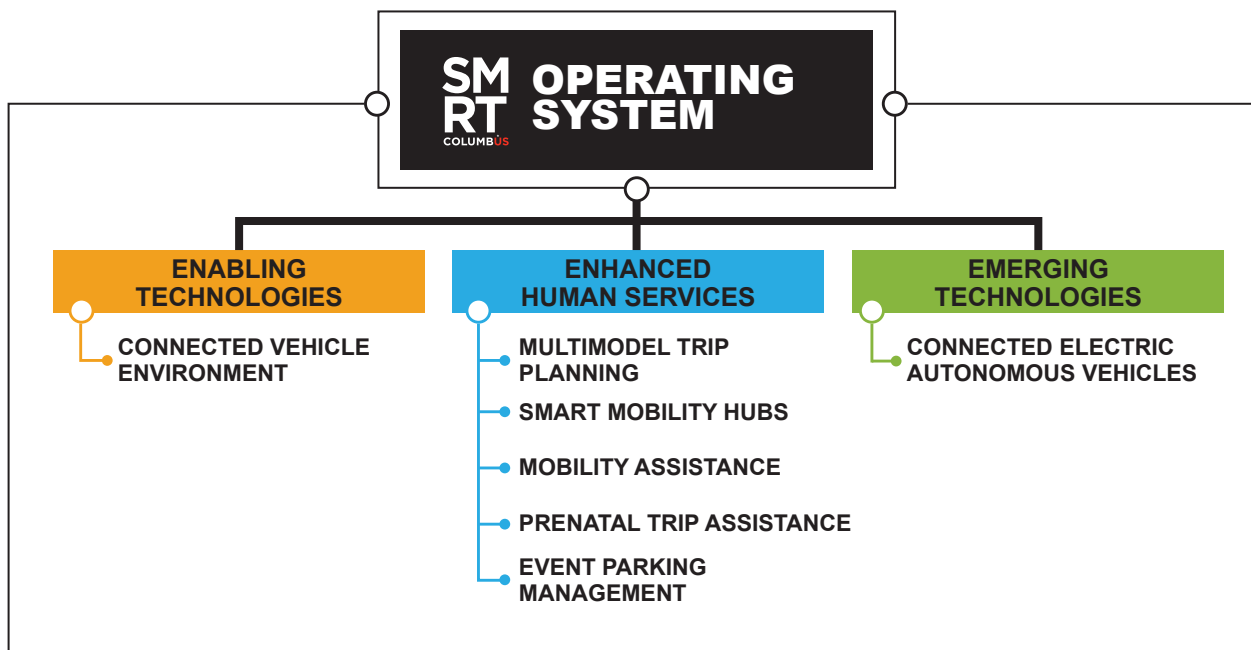 SM
RT
COLUMBUS
OPERATING
SYSTEM
ENABLING
TECHNOLOGIES
CONNECTED VEHICLE
ENVIRONMENT
ENHANCED
HUMAN SERVICES
MULTIMODEL TRIP
PLANNING
SMART MOBILITY HUBS
MOBILITY ASSISTANCE
PRENATAL TRIP ASSISTANCE
EVENT PARKING
MANAGEMENT
EMERGING
TECHNOLOGIES
CONNECTED ELECTRIC
AUTONOMOUS VEHICLES